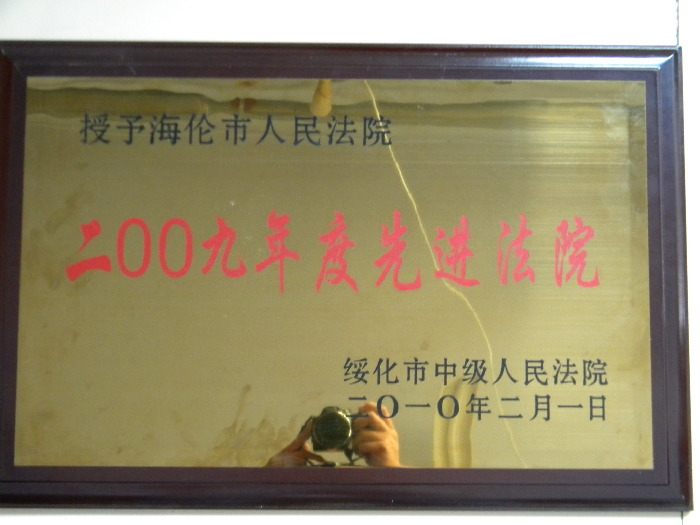 授予海伦市人民法院
二00九年度先进法院
绥化市中级人民法院
二〇一〇年二月一日